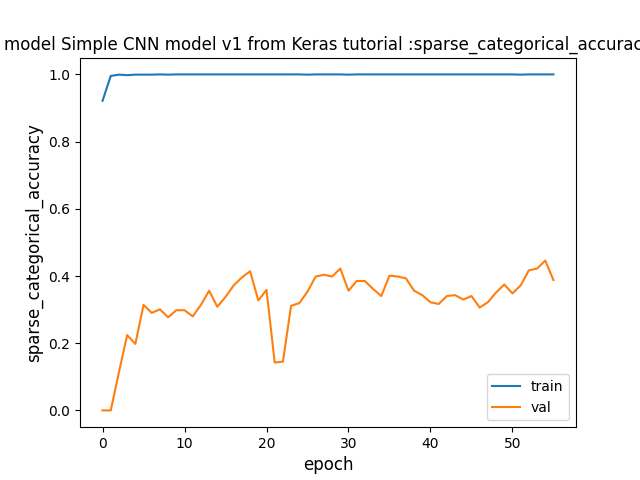 model Simple CNN model v1 from Keras tutorial :sparse_categorical_accurac
sparse_categorical_accuracy
1.0
0.8
0.6
0.4
0.2
0.0
0 10 20 30 40 50
epoch
train
val